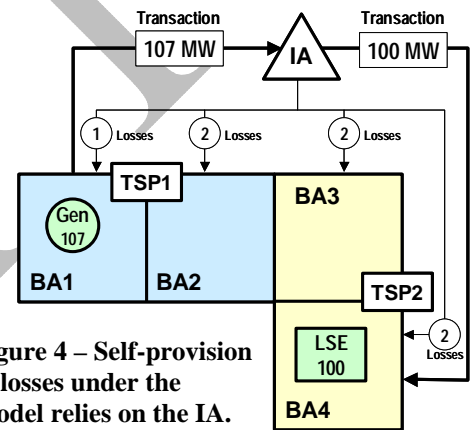 Transaction
Transaction
107 MW
IA
100 MW
1
Losses
2
Losses
2
Losses
TSP1
Gen
107
BA1
BA2
BA3
TSP2
LSE
100
2
Losses
BA4
gure 4 – Self-provision
losses under the
odel relies on the IA.